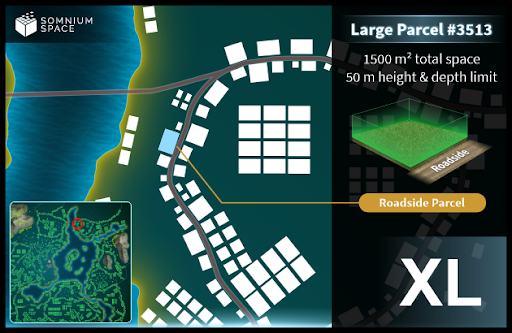 SOMNIUM
SPACE
Large Parcel #3513
1500 m² total space
50 m height & depth limit
Roadside
Roadside Parcel
XL